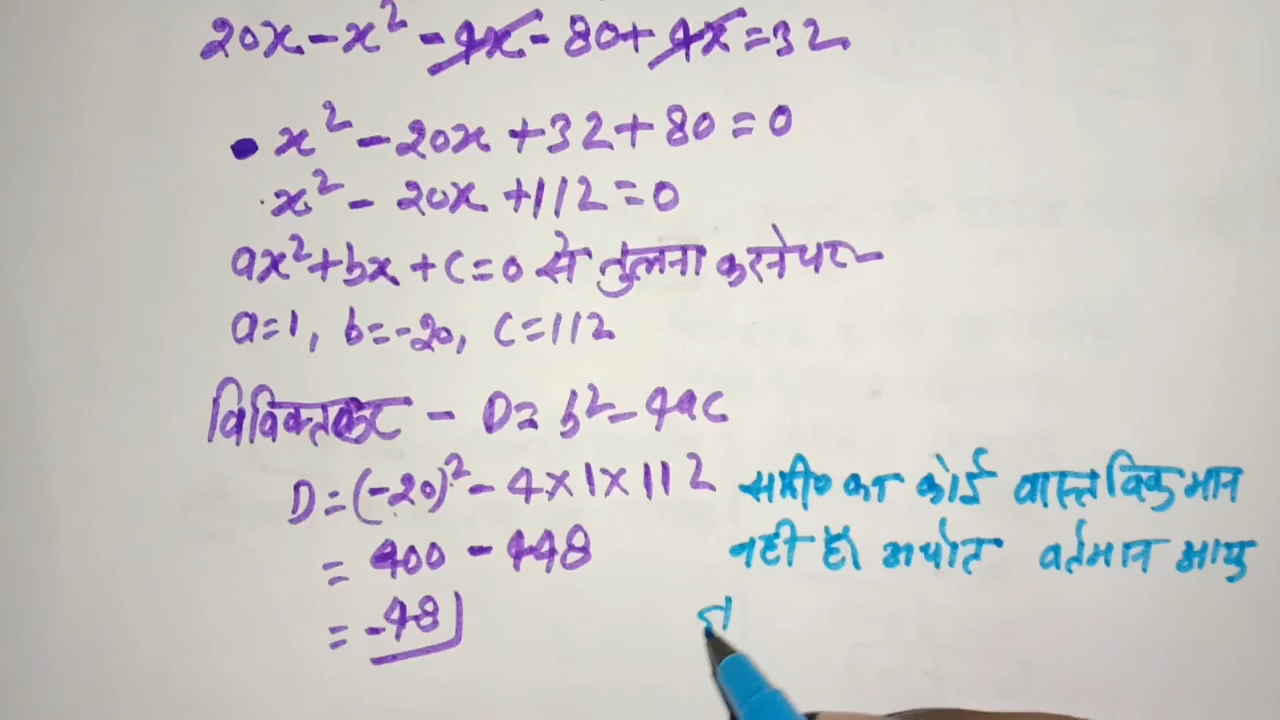 20x - x² - 4x - 80 + 4x = 32
x² - 20x + 32 + 80 = 0
x² - 20x + 112 = 0
ax² + bx + c = 0 से तुलना करने पर
a = 1, b = -20, c = 112
विविक्तकर - D = b² - 4ac
D = (-20)² - 4 × 1 × 112
= 400 - 448
= -48
समी० का कोई वास्तविक मान
नहीं है। अर्थात वर्तमान आयु